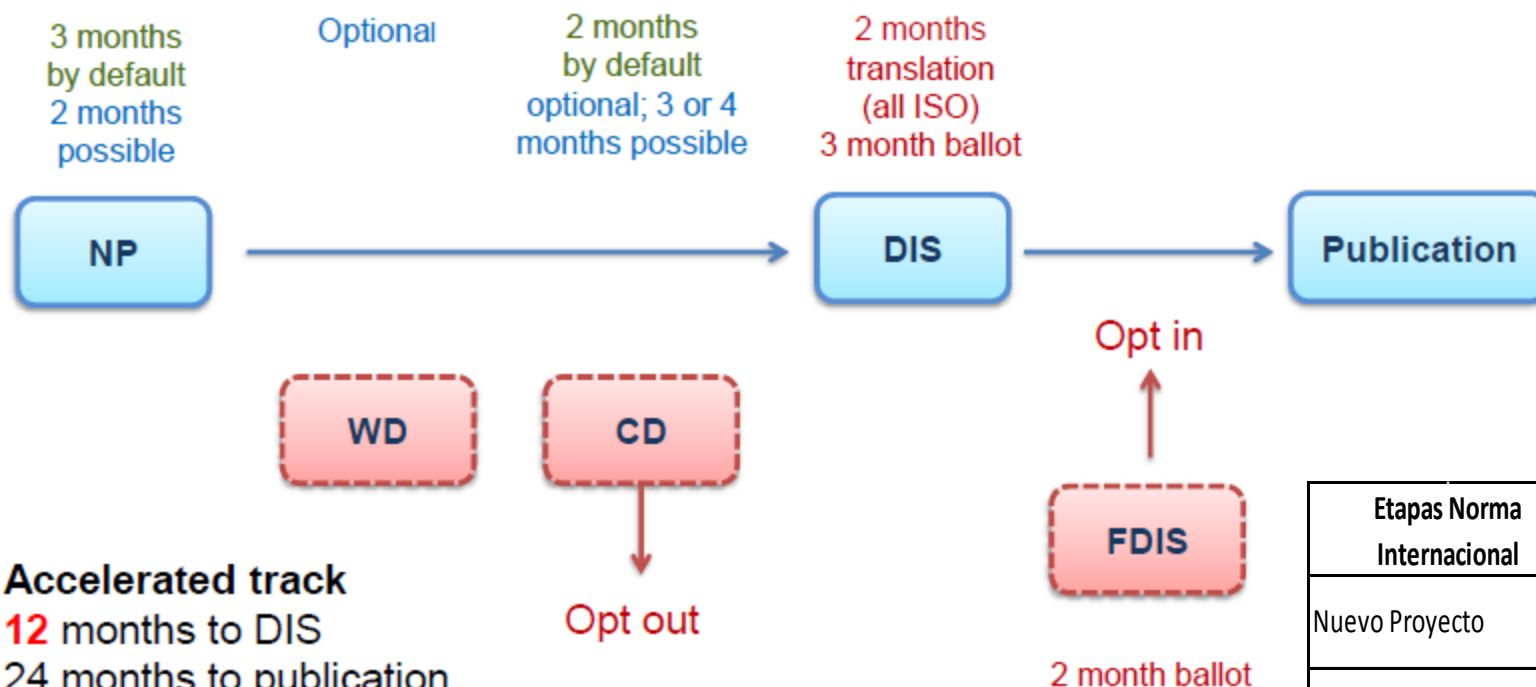 3 months
by default
2 months
possible
Optional
2 months
by default
optional; 3 or 4
months possible
2 months
translation
(all ISO)
3 month ballot
NP
DIS
Publication
Opt in
WD
CD
FDIS
Opt out
2 month ballot
Accelerated track
12 months to DIS
24 months to publication
Etapas Norma
Internacional
Nuevo Proyecto